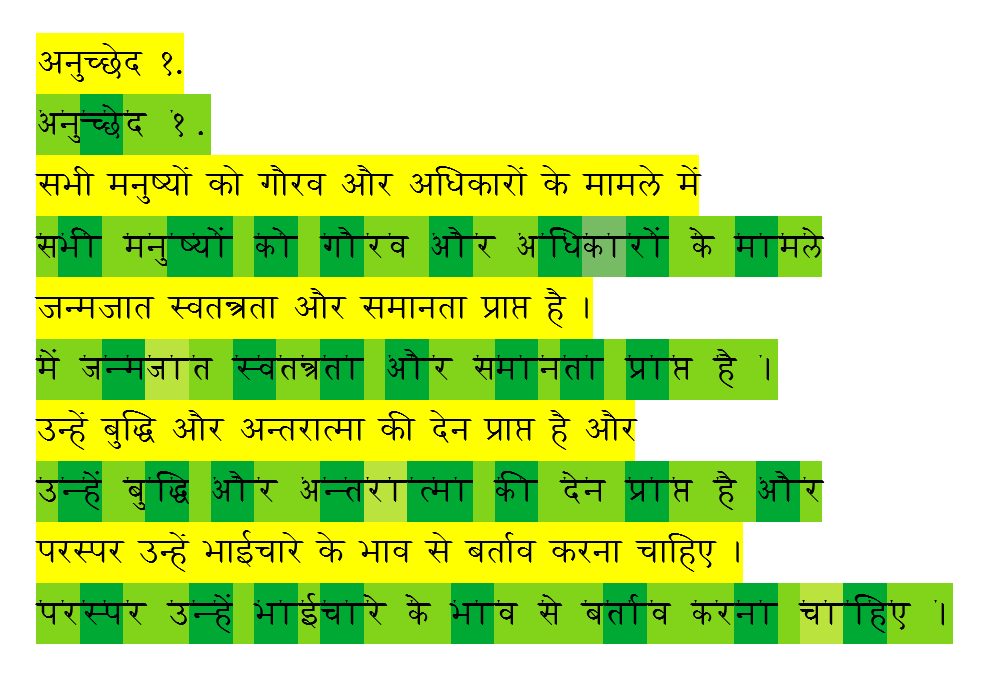 अनुच्छेद १.
अनुच्छेद १.
सभी मनुष्यों को गौरव और अधिकारों के मामले में
सभी मनुष्यों को गौरव और अधिकारों के मामले
जन्मजात स्वतन्त्रता और समानता प्राप्त है ।
में जन्मजात स्वतन्त्रता और समानता प्राप्त है ।
उन्हें बुद्धि और अन्तरात्मा की देन प्राप्त है और
उन्हें बुद्धि और अन्तरात्मा की देन प्राप्त है और
परस्पर उन्हें भाईचारे के भाव से बर्ताव करना चाहिए ।
परस्पर उन्हें भाईचारे के भाव से बर्ताव करना चाहिए ।